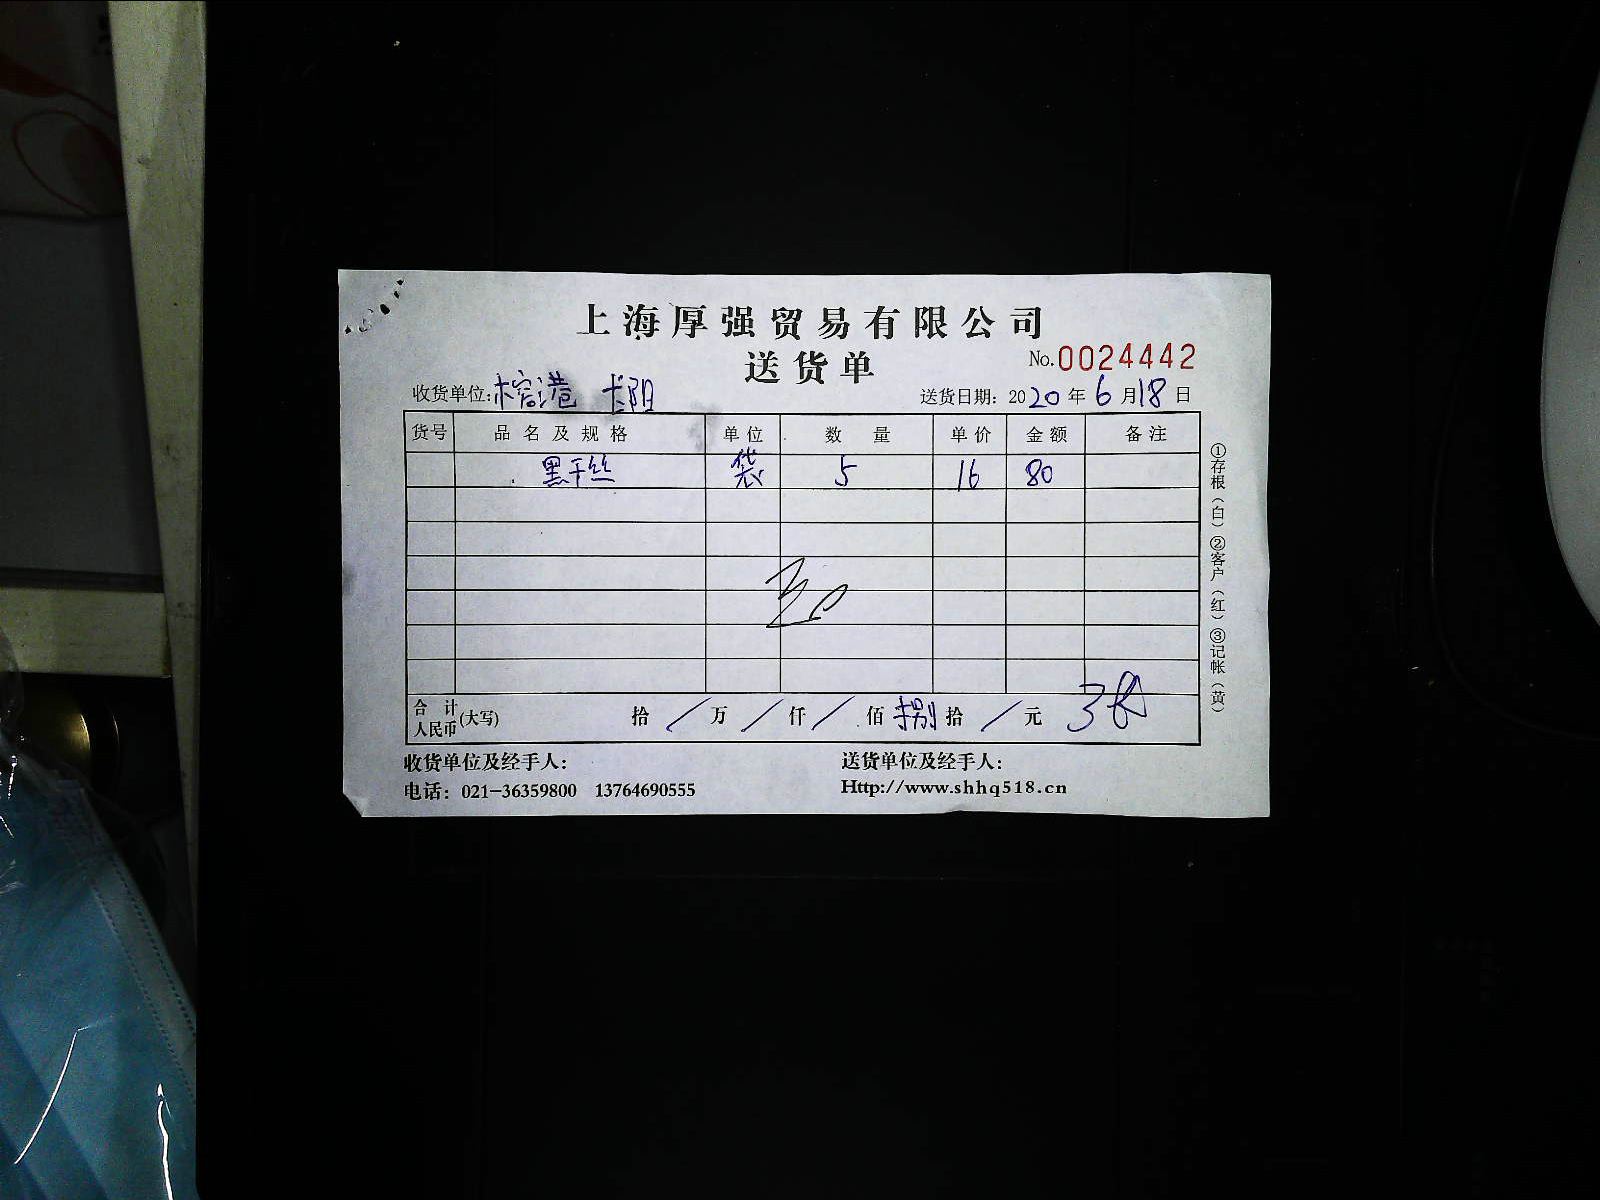 上海厚强贸易有限公司
送货单
No.0024442
收货单位:榕港 长阳
送货日期: 2020年6月18日
货号 品名及规格 单位 数量 单价 金额 备注
黑干丝 袋 5 16 80
合计人民币(大写) 拾/万/仟/佰捌拾/元
①存根(白)②客户(红)③记帐(黄)
收货单位及经手人: 送货单位及经手人:
电话: 021-36359800 13764690555 Http://www.shhq518.cn